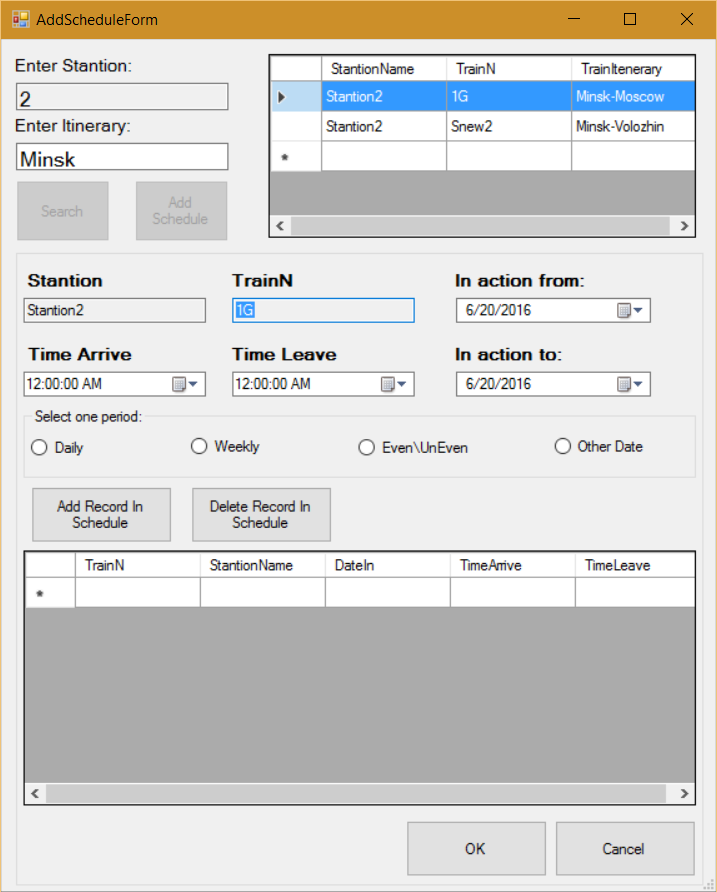 AddScheduleForm
Enter Stantion:
2
Enter Itinerary:
Minsk
Search
Add Schedule
StantionName TrainN TrainItenerary
Stantion2 1G Minsk-Moscow
Stantion2 Snew2 Minsk-Volozhin
*
Stantion TrainN In action from:
Stantion2 1G 6/20/2016
Time Arrive Time Leave In action to:
12:00:00 AM 12:00:00 AM 6/20/2016
Select one period:
Daily Weekly Even\UnEven Other Date
Add Record In Schedule
Delete Record In Schedule
TrainN StantionName DateIn TimeArrive TimeLeave
*
OK Cancel